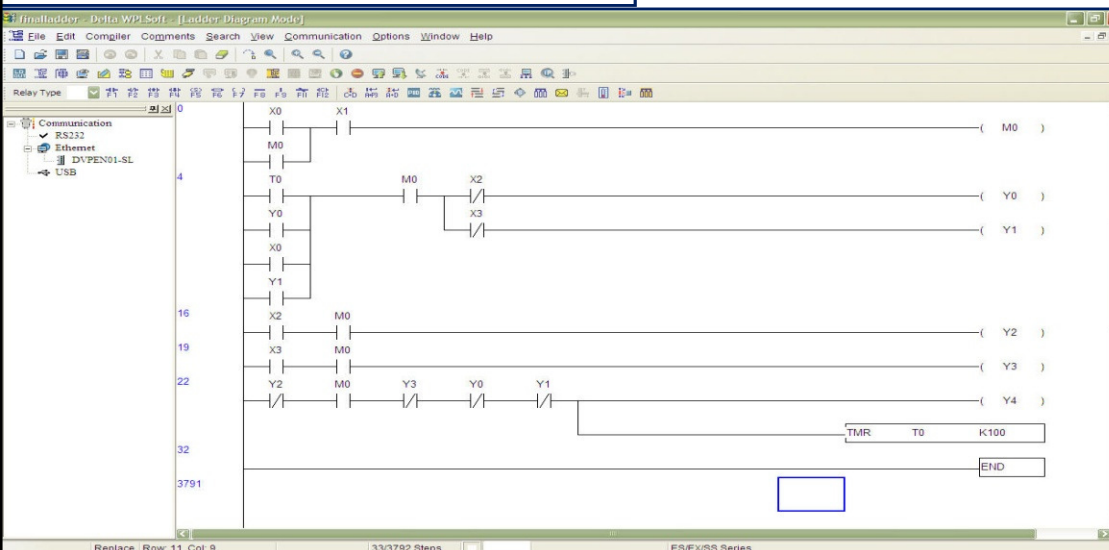 finalladder - Delta WPLSoft - [Ladder Diagram Mode]
File Edit Compiler Comments Search View Communication Options Window Help
Relay Type
0 X0 X1
( M0 )
M0
4 T0 M0 X2
( Y0 )
Y0 X3
( Y1 )
X0
Y1
16 X2 M0
( Y2 )
19 X3 M0
( Y3 )
22 Y2 M0 Y3 Y0 Y1
( Y4 )
TMR T0 K100
32
END
3791
Communication
RS232
Ethernet
DVPEN01-SL
USB
Replace Row: 11, Col: 9 33/3792 Steps ES/EX/SS Series